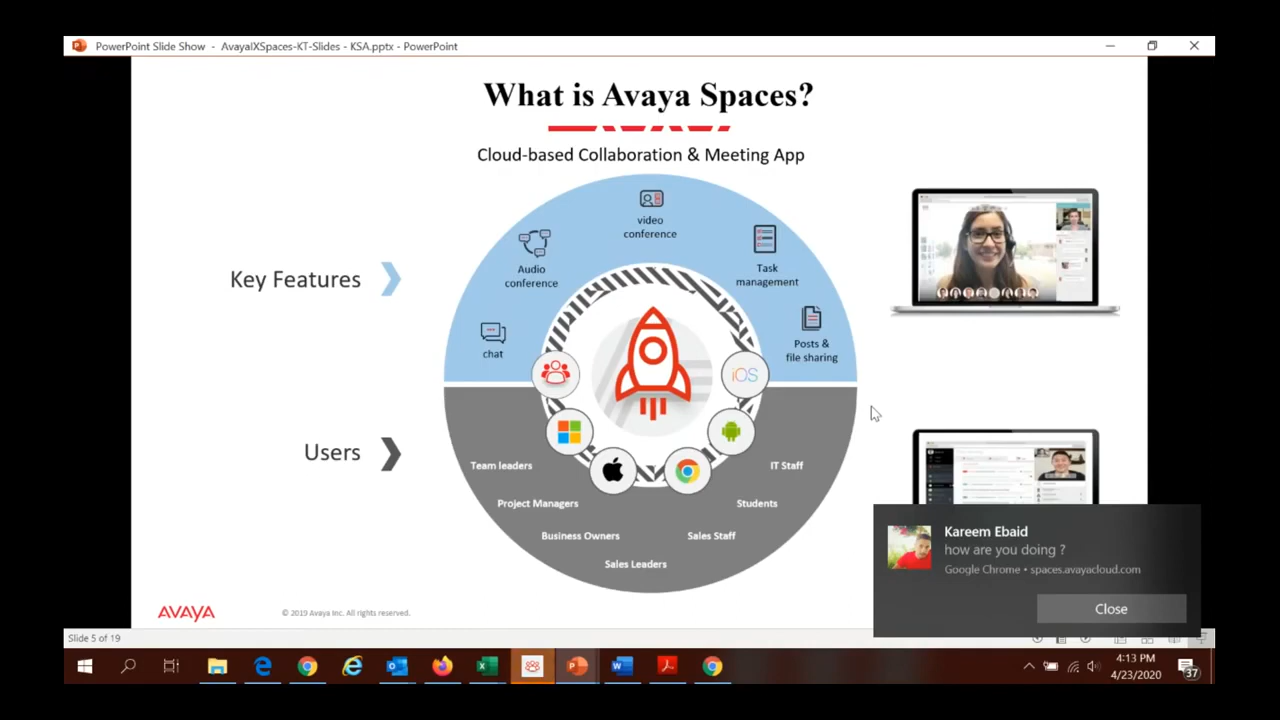 PowerPoint Slide Show - AvayaIXSpaces-KT-Slides - KSA.pptx - PowerPoint
What is Avaya Spaces?
Cloud-based Collaboration & Meeting App
Key Features
chat
Audio
conference
video
conference
Task
management
Posts &
file sharing
iOS
Users
Team leaders
Project Managers
Business Owners
Sales Leaders
Sales Staff
Students
IT Staff
Kareem Ebaid
how are you doing ?
Google Chrome • spaces.avayacloud.com
Close
AVAYA
© 2019 Avaya Inc. All rights reserved.
Slide 5 of 19
4:13 PM
4/23/2020
37